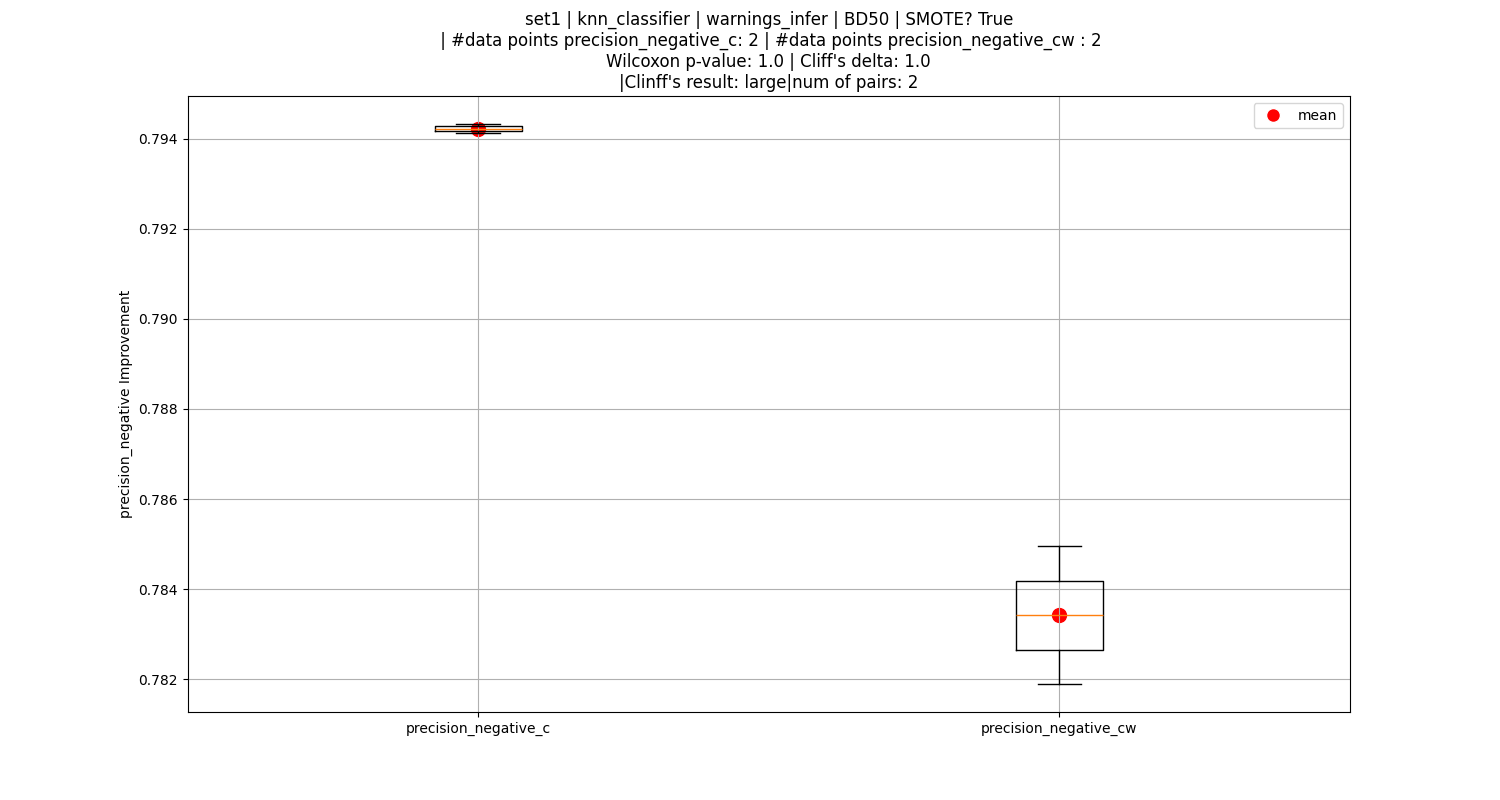 set1 | knn_classifier | warnings_infer | BD50 | SMOTE? True
| #data points precision_negative_c: 2 | #data points precision_negative_cw : 2
Wilcoxon p-value: 1.0 | Cliff's delta: 1.0
|Clinff's result: large|num of pairs: 2
mean
precision_negative Improvement
0.794
0.792
0.790
0.788
0.786
0.784
0.782
precision_negative_c
precision_negative_cw